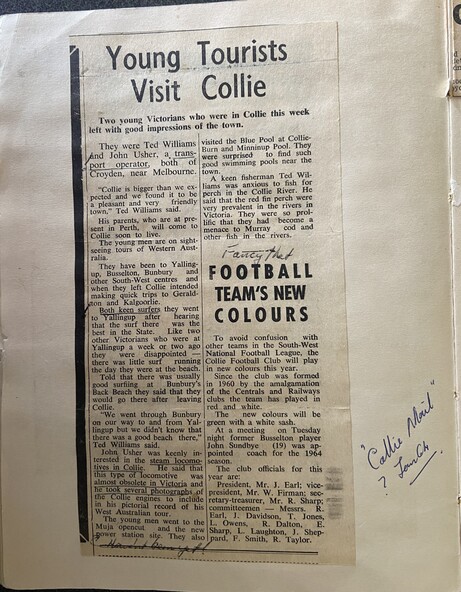 Young Tourists
Visit Collie
Two young Victorians who were in Collie this week
left with good impressions of the town.
They were Ted Williams
and John Usher, a trans-
port operator, both of
Croyden, near Melbourne.
"Collie is bigger than we ex-
pected and we found it to be
a pleasant and very friendly
town," Ted Williams said.
His parents, who are at pre-
sent in Perth, will come to
Collie soon to live.
The young men are on sight-
seeing tours of Western Aust-
ralia.
They have been to Yalling-
up, Busselton, Bunbury and
other South-west centres and
when they left Collie intended
making quick trips to Gerald-
ton and Kalgoorlie.
Both keen surfers they went
to Yallingup after hearing
that the surf there was the
best in the State. Like two
other Victorians who were at
Yallingup a week or two ago
they were disappointed —
there was little surf running
the day they were at the beach.
Told that there was usually
good surfing at Bunbury's
Back Beach they said that they
would go there after leaving
Collie.
"We went through Bunbury
on our way to and from Yal-
lingup but we didn't know that
there was a good beach there,"
Ted Williams said.
John Usher was keenly in-
terested in the steam locomo-
tives in Collie. He said that
this type of locomotive was
almost obsolete in Victoria and
he took several photographs of
the Collie engines to include
in his pictorial record of his
West Australian tour.
The young men went to the
Muja opencut and the new
power station site. They also
visited the Blue Pool at Collie-
Burn and Minninup Pool. They
were surprised to find such
good swimming pools near the
town.
A keen fisherman Ted Wil-
liams was anxious to fish for
perch in the Collie River. He
said that the red fin perch were
very prevalent in the rivers in
Victoria. They were so prol-
ific that they had become a
menace to Murray cod and
other fish in the rivers.
Fancy that
FOOTBALL
TEAM'S NEW
COLOURS
To avoid confusion with
other teams in the South-West
National Football League, the
Collie Football Club will play
in new colours this year.
Since the club was formed
in 1960 by the amalgamation
of the Centrals and Railways
clubs the team has played in
red and white.
The new colours will be
green with a white sash.
At a meeting on Tuesday
night former Busselton player
John Sundbye (19) was ap-
pointed coach for the 1964
season.
The club officials for this
year are:
President, Mr. J. Earl; vice-
president, Mr. W. Firman; sec-
retary-treasurer, Mr. R. Sharp;
committeemen — Messrs. R.
Earl, J. Davidson, T. Jones,
L. Owens, R. Dalton, E.
Sharp, L. Laughton, J. Shep-
pard, F. Smith, R. Taylor.
"Collie Mail"
?